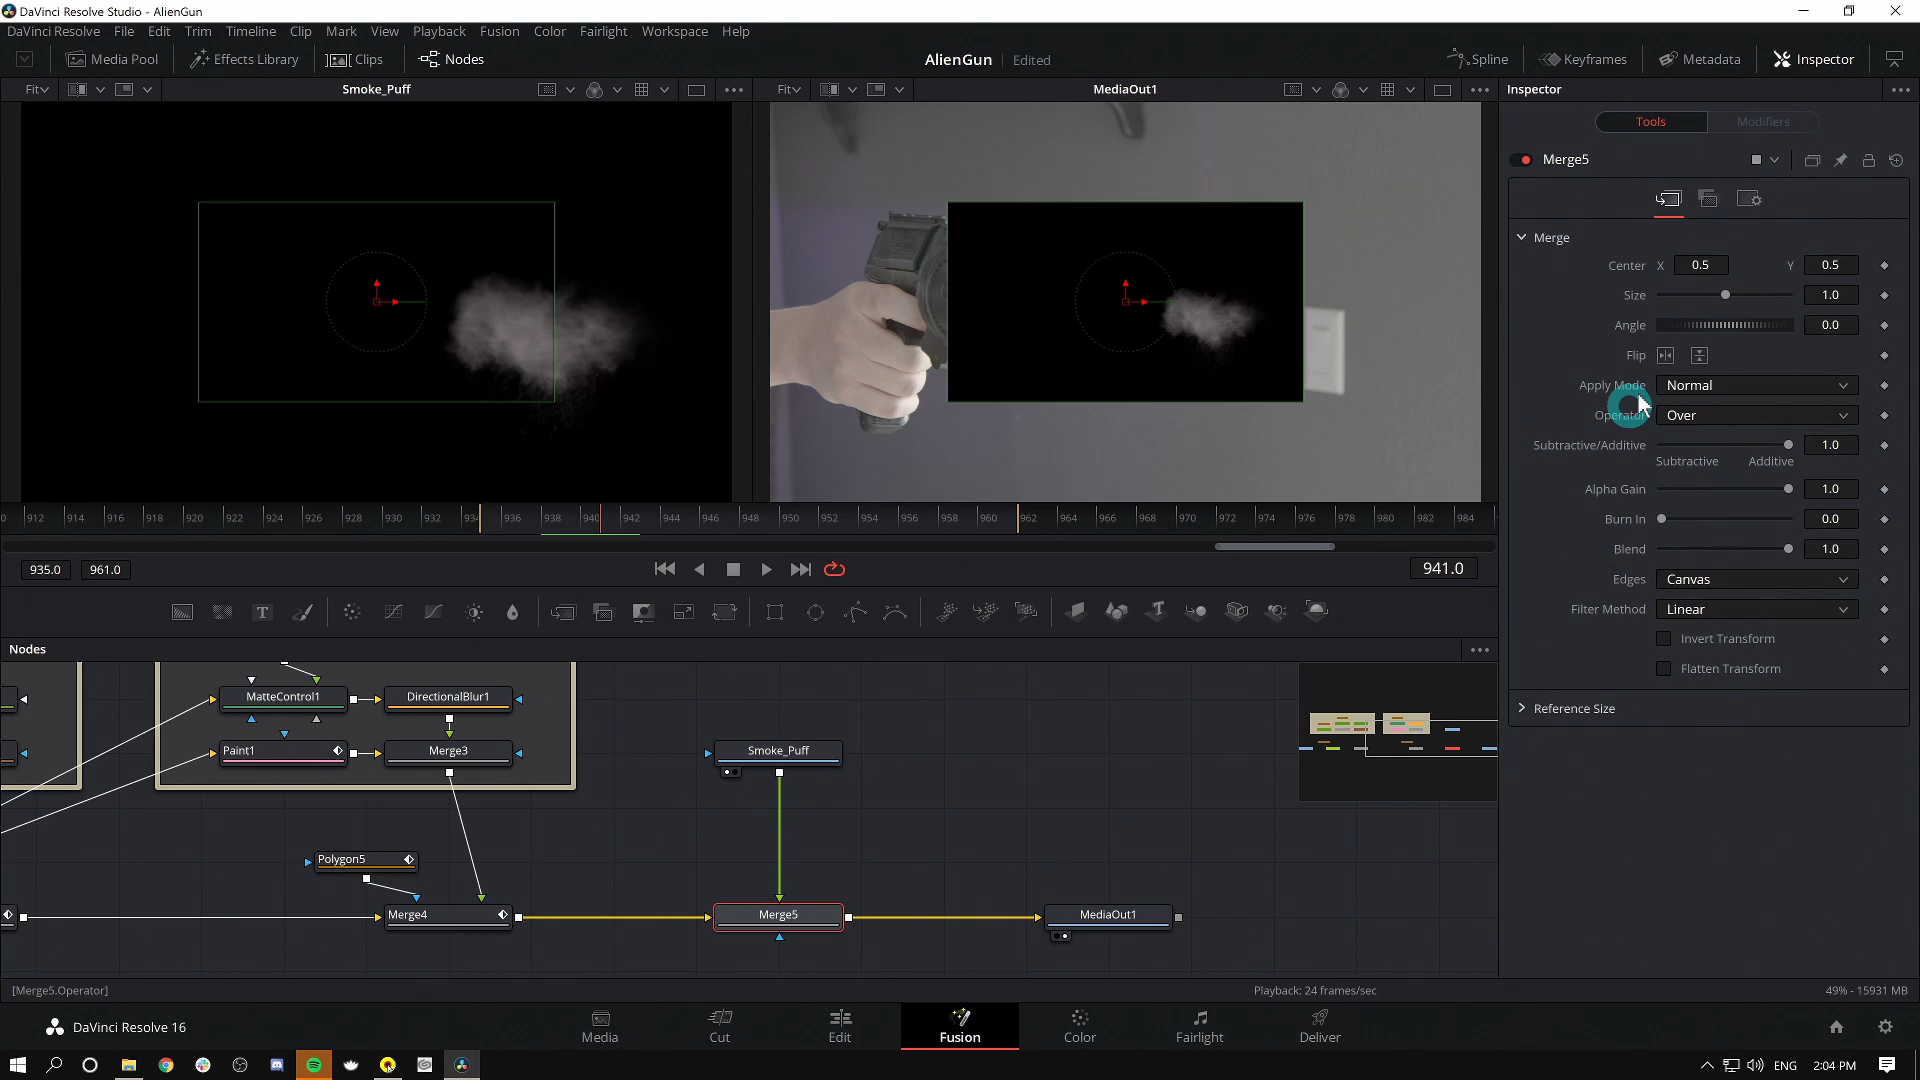 DaVinci Resolve Studio - AlienGun
DaVinci Resolve File Edit Trim Timeline Clip Mark View Playback Fusion Color Fairlight Workspace Help
Media Pool Effects Library Clips Nodes AlienGun Edited Spline Keyframes Metadata Inspector
Fit Smoke_Puff Fit MediaOut1 Inspector
Tools Modifiers
Merge5
Merge
Center X 0.5 Y 0.5
Size 1.0
Angle 0.0
Flip
Apply Mode Normal
Operator Over
Subtractive/Additive 1.0
Subtractive Additive
Alpha Gain 1.0
Burn In 0.0
Blend 1.0
Edges Canvas
Filter Method Linear
Invert Transform
Flatten Transform
Reference Size
0 912 914 916 918 920 922 924 926 928 930 932 934 936 938 940 942 944 946 948 950 952 954 956 958 960 962 964 966 968 970 972 974 976 978 980 982 984
935.0 961.0 941.0
T
Nodes
MatteControl1 DirectionalBlur1
Paint1 Merge3 Smoke_Puff
Polygon5
Merge4 Merge5 MediaOut1
[Merge5.Operator] Playback: 24 frames/sec 49% - 15931 MB
DaVinci Resolve 16 Media Cut Edit Fusion Color Fairlight Deliver
ENG 2:04 PM